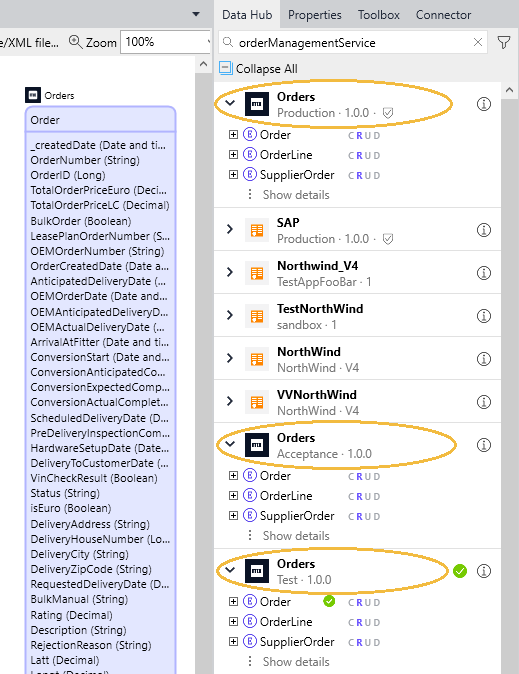 Data Hub
Properties
Toolbox
Connector
e/XML file...
Zoom
100%
orderManagementService
Collapse All
Orders
Order
_createdDate (Date and ti...
OrderNumber (String)
OrderID (Long)
TotalOrderPriceEuro (Deci...
TotalOrderPriceLC (Decimal)
BulkOrder (Boolean)
LeasePlanOrderNumber (S...
OEMOrderNumber (String)
OrderCreatedDate (Date a...
AnticipatedDeliveryDate (...
OEMOrderDate (Date and...
OEMAnticipatedDeliveryD...
OEMActualDeliveryDate (...
ArrivalAtFitter (Date and ti...
ConversionStart (Date and...
ConversionAnticipatedCo...
ConversionExpectedComp...
ConversionActualComplet...
ScheduledDeliveryDate (D...
PreDeliveryInspectionCom...
HardwareSetupDate (Date...
DeliveryToCustomerDate (...
VinCheckResult (Boolean)
Status (String)
isEuro (Boolean)
DeliveryAddress (String)
DeliveryHouseNumber (Lo...
DeliveryCity (String)
DeliveryZipCode (String)
RequestedDeliveryDate (D...
BulkManual (String)
Rating (Decimal)
Description (String)
RejectionReason (String)
Latt (Decimal)
Orders
Production · 1.0.0 ·
E Order CRUD
E OrderLine
E SupplierOrder CRUD
Show details
SAP
Production · 1.0.0 ·
Northwind_V4
TestAppFooBar · 1
TestNorthWind
sandbox · 1
NorthWind
NorthWind · V4
VVNorthWind
NorthWind · V4
Orders
Acceptance · 1.0.0
E Order CRUD
E OrderLine CRUD
E SupplierOrder CRUD
Show details
Orders
Test · 1.0.0
E Order CRUD
E OrderLine CRUD
E SupplierOrder CRUD
Show details